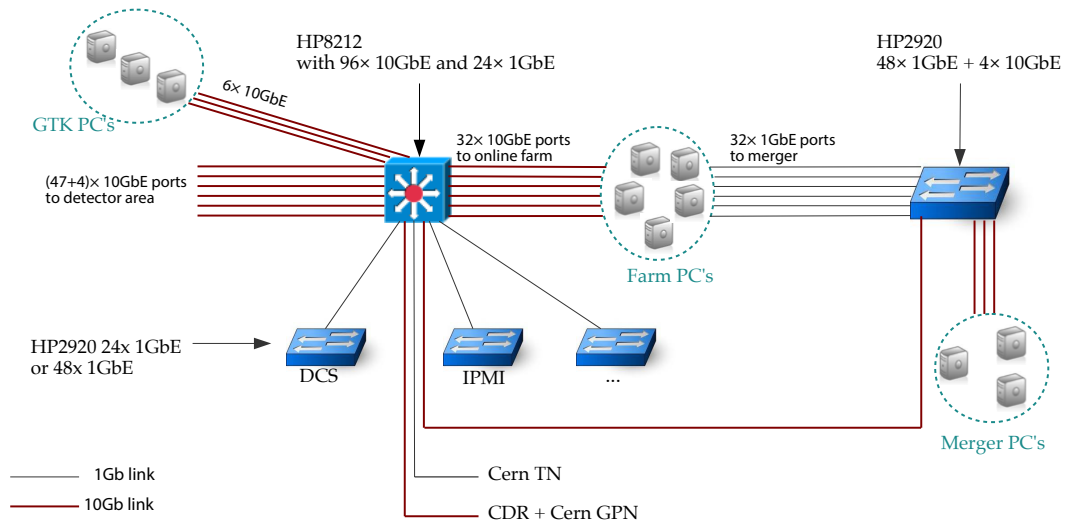 HP8212
with 96× 10GbE and 24× 1GbE
HP2920
48× 1GbE + 4× 10GbE
6× 10GbE
GTK PC's
32× 10GbE ports
to online farm
32× 1GbE ports
to merger
(47+4)× 10GbE ports
to detector area
Farm PC's
HP2920 24x 1GbE
or 48x 1GbE
DCS
IPMI
...
Merger PC's
1Gb link
Cern TN
10Gb link
CDR + Cern GPN